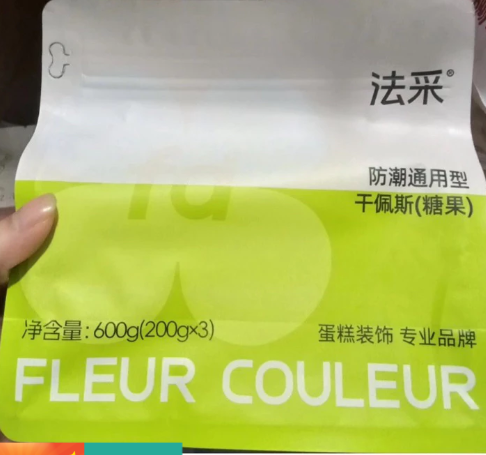 法采®
防潮通用型
干佩斯(糖果)
净含量:600g(200g×3)
蛋糕装饰 专业品牌
FLEUR COULEUR